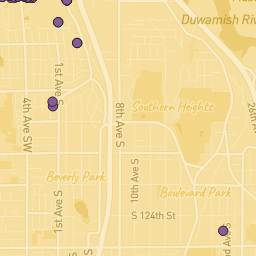 Duwamish Riv
1st Ave S
4th Ave SW
8th Ave S
Southern Heights
Beverly Park
10th Ave S
Boulevard Park
1st Ave S
S 124th St